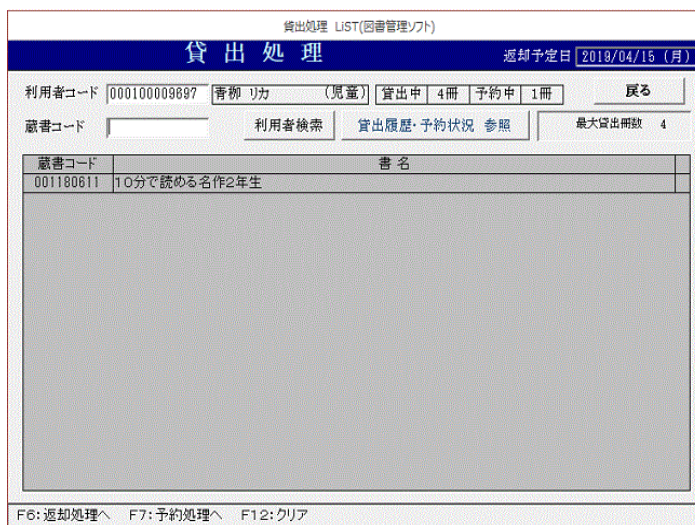 貸出処理 LiST(図書管理ソフト)
貸 出 処 理 返却予定日 2019/04/15 (月)
利用者コード 000100009897 青柳 リカ (児童) 貸出中 4冊 予約中 1冊 戻る
蔵書コード 利用者検索 貸出履歴・予約状況 参照 最大貸出冊数 4
蔵書コード 書 名
001180611 10分で読める名作2年生
F6:返却処理へ F7:予約処理へ F12:クリア